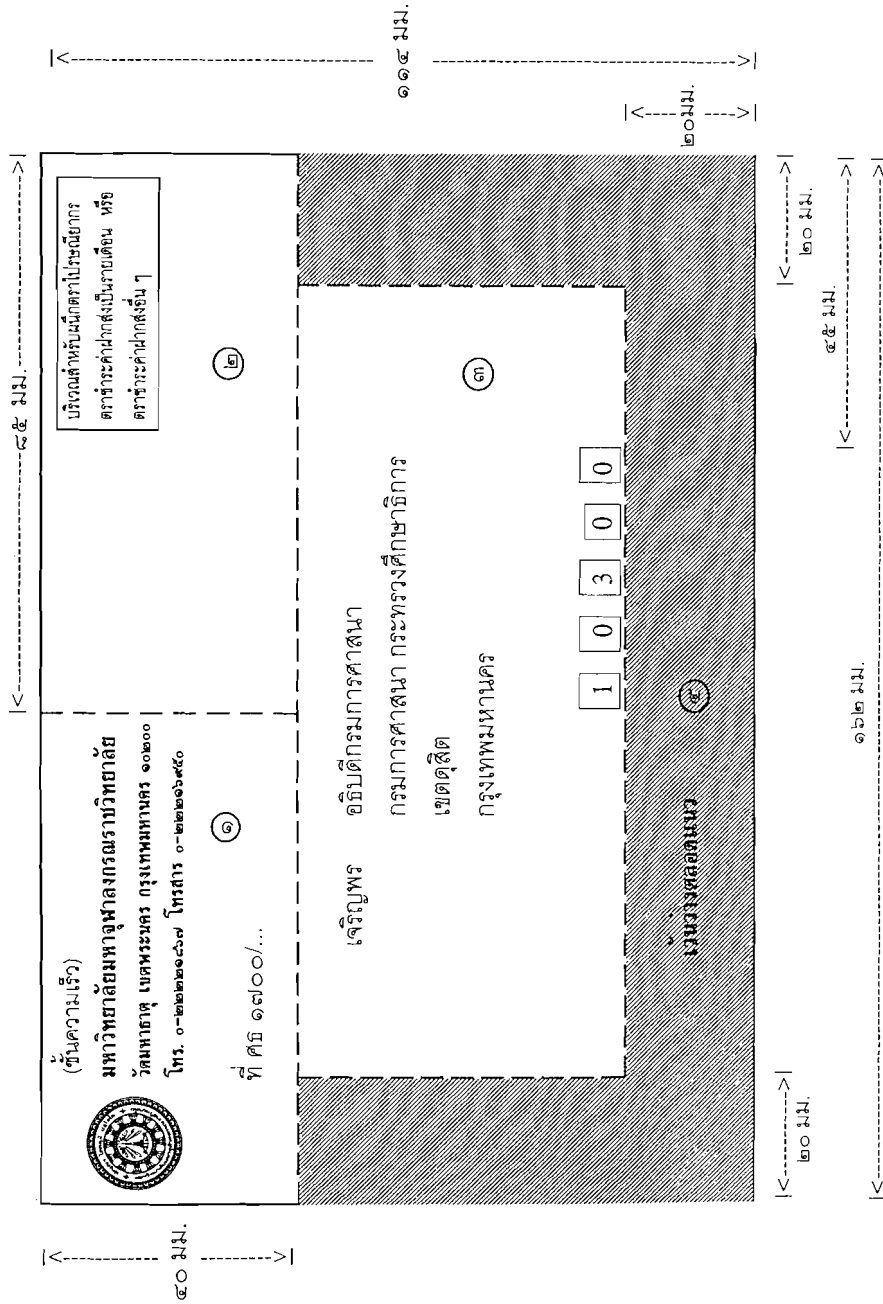 |<------------ ๘๕ มม. ------------>|
(ชั้นความเร็ว)
มหาวิทยาลัยมหาจุฬาลงกรณราชวิทยาลัย
วัดมหาธาตุ เขตพระนคร กรุงเทพมหานคร ๑๐๒๐๐
โทร. ๐-๒๒๒๒๑๘๖๗ โทรสาร ๐-๒๒๒๑๖๙๕๐
ที่ ศธ ๑๗๐๐/...
๑
บริเวณสำหรับผนึกตราไปรษณียากร
ตราชำระค่าฝากส่งเป็นรายเดือน หรือ
ตราชำระค่าฝากส่งอื่น ๆ
๒
๔๐ มม.
๑๑๔ มม.
เจริญพร อธิบดีกรมการศาสนา
กรมการศาสนา กระทรวงศึกษาธิการ
เขตดุสิต
กรุงเทพมหานคร
๓
1 0 3 0 0
๒๐มม.
เว้นว่างตลอดแนว
๔
๒๐ มม.
๒๐ มม.
๔๕ มม.
๑๖๒ มม.